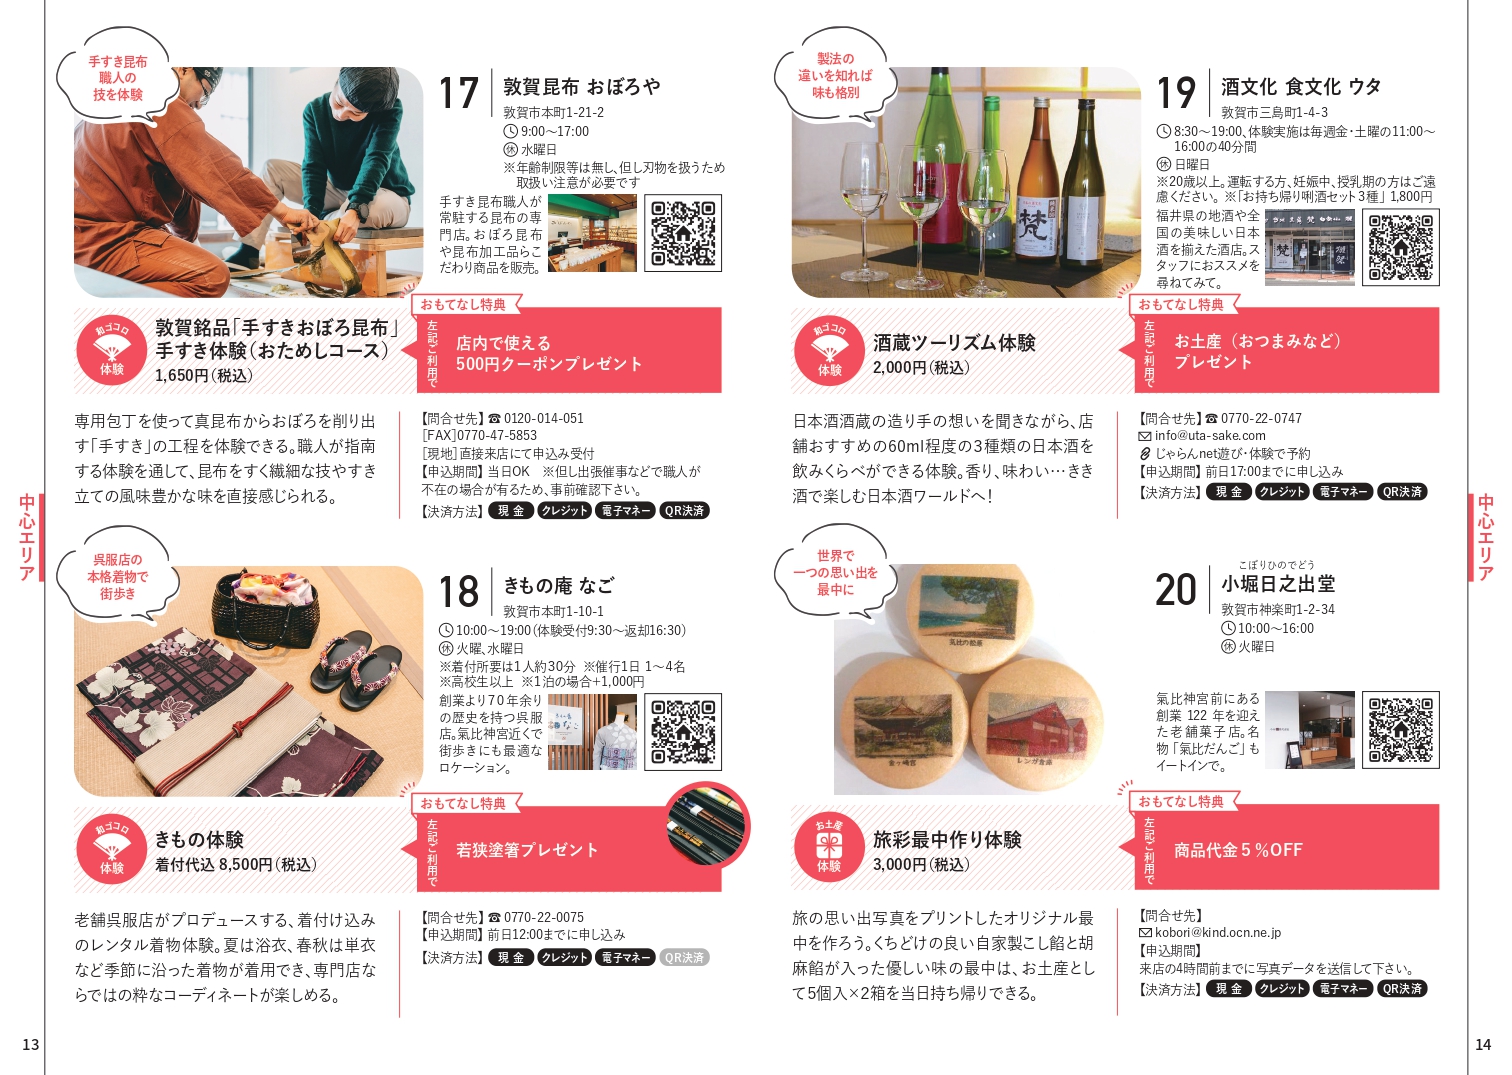 手すき昆布
職人の
技を体験
17
敦賀昆布 おぼろや
敦賀市本町1-21-2
9:00～17:00
休 水曜日
※年齢制限等は無し、但し刃物を扱うため
取扱い注意が必要です
手すき昆布職人が
常駐する昆布の専
門店。おぼろ昆布
や昆布加工品らこ
だわり商品を販売。
和ゴコロ
体験
敦賀銘品「手すきおぼろ昆布」
手すき体験（おためしコース）
1,650円（税込）
おもてなし特典
左記ご利用で
店内で使える
500円クーポンプレゼント
専用包丁を使って真昆布からおぼろを削り出
す「手すき」の工程を体験できる。職人が指南
する体験を通して、昆布をすく繊細な技やすき
立ての風味豊かな味を直接感じられる。
【問合せ先】☎ 0120-014-051
［FAX］0770-47-5853
［現地］直接来店にて申込み受付
【申込期間】当日OK　※但し出張催事などで職人が
不在の場合が有るため、事前確認下さい。
【決済方法】 現 金 クレジット 電子マネー QR決済
呉服店の
本格着物で
街歩き
18
きもの庵 なご
敦賀市本町1-10-1
10:00～19:00（体験受付9:30～返却16:30）
休 火曜、水曜日
※着付所要は1人約30分 ※催行1日 1～4名
※高校生以上 ※1泊の場合+1,000円
創業より70年余り
の歴史を持つ呉服
店。氣比神宮近くで
街歩きにも最適な
ロケーション。
なご
和ゴコロ
体験
きもの体験
着付代込 8,500円（税込）
おもてなし特典
左記ご利用で
若狭塗箸プレゼント
老舗呉服店がプロデュースする、着付け込み
のレンタル着物体験。夏は浴衣、春秋は単衣
など季節に沿った着物が着用でき、専門店な
らではの粋なコーディネートが楽しめる。
【問合せ先】☎ 0770-22-0075
【申込期間】前日12:00までに申し込み
【決済方法】 現 金 クレジット 電子マネー QR決済
中心エリア
13
製法の
違いを知れば
味も格別
梵
19
酒文化 食文化 ウタ
敦賀市三島町1-4-3
8:30～19:00、体験実施は毎週金・土曜の11:00～
16:00の40分間
休 日曜日
※20歳以上。運転する方、妊娠中、授乳期の方はご遠
慮ください。 ※「お持ち帰り唎酒セット3種」 1,800円
福井県の地酒や全
国の美味しい日本
酒を揃えた酒店。ス
タッフにおススメを
尋ねてみて。
梵
和ゴコロ
体験
酒蔵ツーリズム体験
2,000円（税込）
おもてなし特典
左記ご利用で
お土産（おつまみなど）
プレゼント
日本酒酒蔵の造り手の想いを聞きながら、店
舗おすすめの60ml程度の3種類の日本酒を
飲みくらべができる体験。香り、味わい…きき
酒で楽しむ日本酒ワールドへ！
【問合せ先】☎ 0770-22-0747
info@uta-sake.com
じゃらんnet遊び・体験で予約
【申込期間】前日17:00までに申し込み
【決済方法】 現 金 クレジット 電子マネー QR決済
世界で
一つの思い出を
最中に
氣比の松原
金ヶ崎宮
レンガ倉庫
20
こぼりひのでどう
小堀日之出堂
敦賀市神楽町1-2-34
10:00～16:00
休 火曜日
氣比神宮前にある
創業 122 年を迎え
た老舗菓子店。名
物「氣比だんご」も
イートインで。
お土産
体験
旅彩最中作り体験
3,000円（税込）
おもてなし特典
左記ご利用で
商品代金５％OFF
旅の思い出写真をプリントしたオリジナル最
中を作ろう。くちどけの良い自家製こし餡と胡
麻餡が入った優しい味の最中は、お土産とし
て5個入×2箱を当日持ち帰りできる。
【問合せ先】
kobori@kind.ocn.ne.jp
【申込期間】
来店の4時間前までに写真データを送信して下さい。
【決済方法】 現 金 クレジット 電子マネー QR決済
中心エリア
14